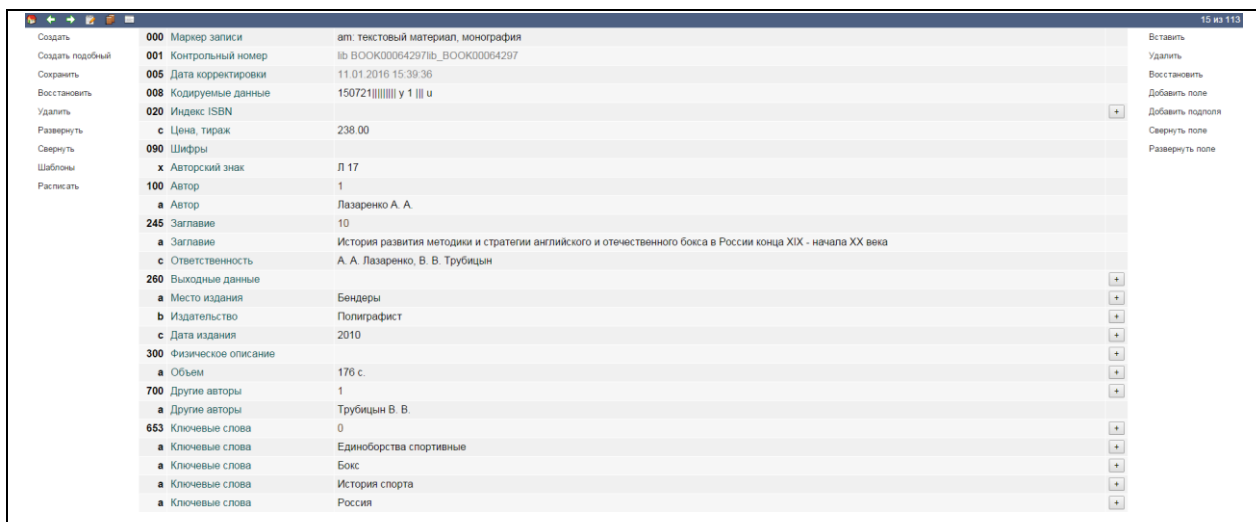 15 из 113
Создать
Создать подобный
Сохранить
Восстановить
Удалить
Развернуть
Свернуть
Шаблоны
Расписать
000 Маркер записи am: текстовый материал, монография
001 Контрольный номер lib BOOK00064297lib_BOOK00064297
005 Дата корректировки 11.01.2016 15:39:36
008 Кодируемые данные 150721||||||||| y 1 ||| u
020 Индекс ISBN +
c Цена, тираж 238.00
090 Шифры
x Авторский знак Л 17
100 Автор 1
a Автор Лазаренко А. А.
245 Заглавие 10
a Заглавие История развития методики и стратегии английского и отечественного бокса в России конца XIX - начала XX века
c Ответственность А. А. Лазаренко, В. В. Трубицын
260 Выходные данные +
a Место издания Бендеры +
b Издательство Полиграфист +
c Дата издания 2010 +
300 Физическое описание +
a Объем 176 с. +
700 Другие авторы 1 +
a Другие авторы Трубицын В. В.
653 Ключевые слова 0 +
a Ключевые слова Единоборства спортивные +
a Ключевые слова Бокс +
a Ключевые слова История спорта +
a Ключевые слова Россия +
Вставить
Удалить
Восстановить
Добавить поле
Добавить подполя
Свернуть поле
Развернуть поле